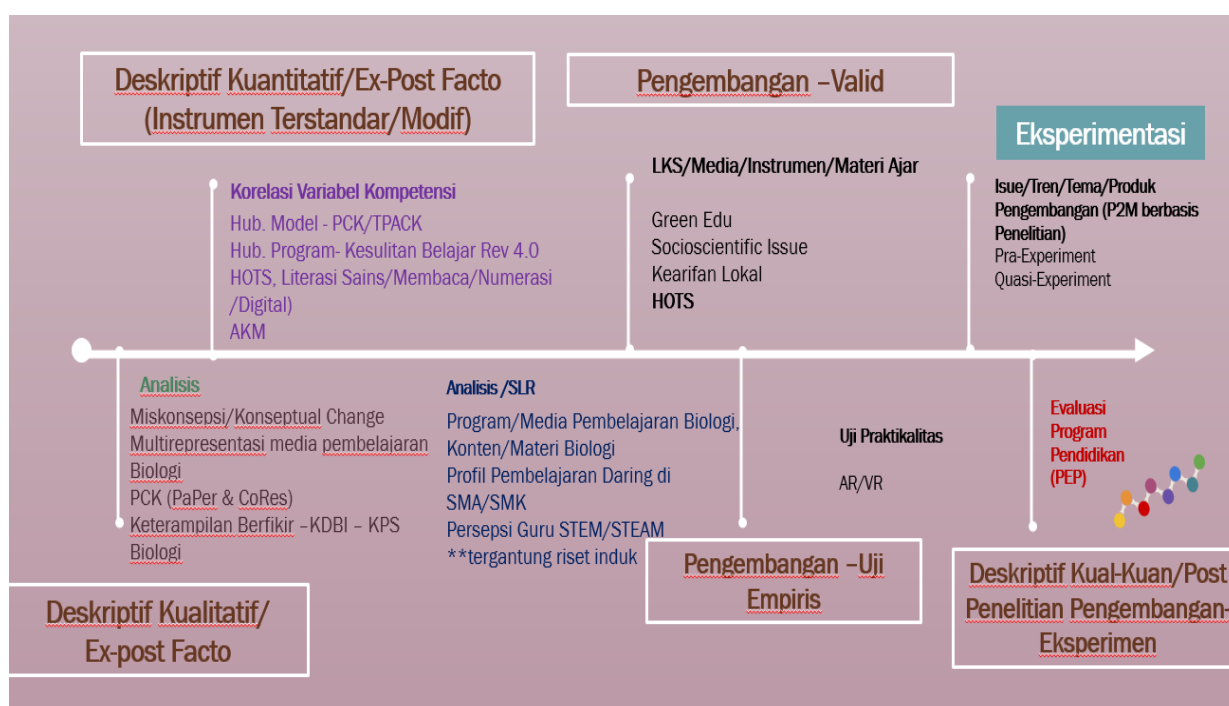 Deskriptif Kuantitatif/Ex-Post Facto
(Instrumen Terstandar/Modif)
Pengembangan –Valid
Eksperimentasi
Korelasi Variabel Kompetensi
Hub. Model - PCK/TPACK
Hub. Program- Kesulitan Belajar Rev 4.0
HOTS, Literasi Sains/Membaca/Numerasi
/Digital)
AKM
LKS/Media/Instrumen/Materi Ajar
Green Edu
Socioscientific Issue
Kearifan Lokal
HOTS
Isue/Tren/Tema/Produk
Pengembangan (P2M berbasis
Penelitian)
Pra-Experiment
Quasi-Experiment
Analisis
Miskonsepsi/Konseptual Change
Multirepresentasi media pembelajaran
Biologi
PCK (PaPer & CoRes)
Keterampilan Berfikir –KDBI – KPS
Biologi
Analisis /SLR
Program/Media Pembelajaran Biologi,
Konten/Materi Biologi
Profil Pembelajaran Daring di
SMA/SMK
Persepsi Guru STEM/STEAM
**tergantung riset induk
Uji Praktikalitas
AR/VR
Evaluasi
Program
Pendidikan
(PEP)
Deskriptif Kualitatif/
Ex-post Facto
Pengembangan –Uji
Empiris
Deskriptif Kual-Kuan/Post
Penelitian Pengembangan-
Eksperimen